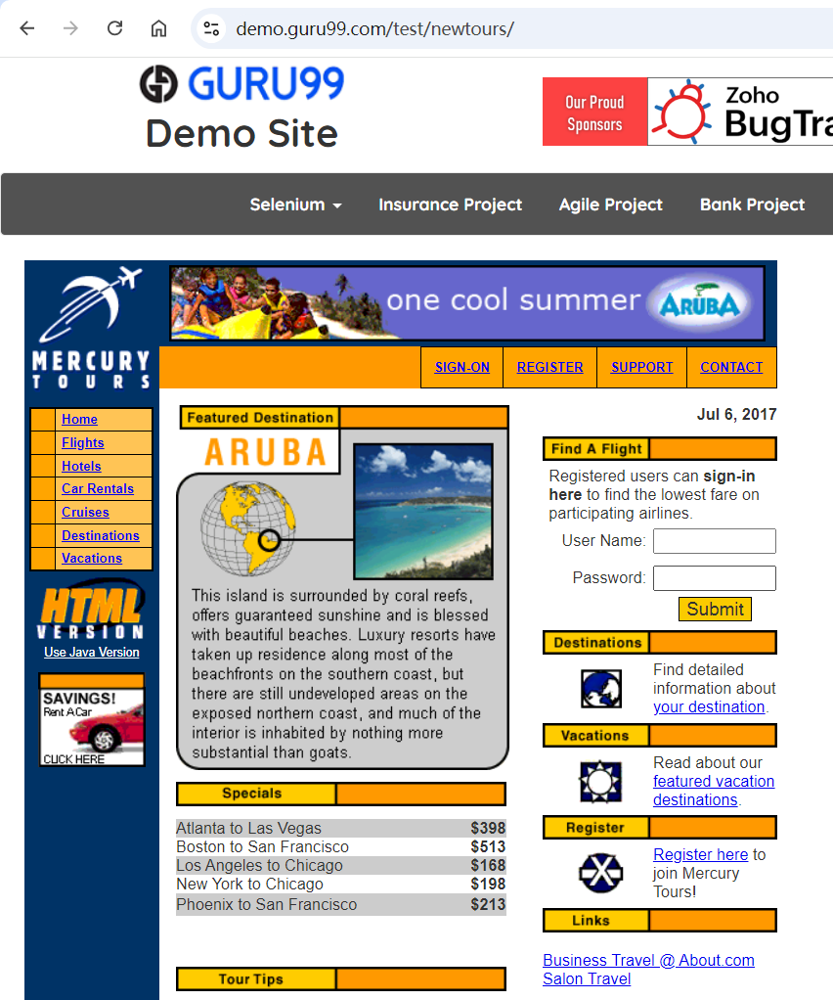 demo.guru99.com/test/newtours/
GURU99
Demo Site
Our Proud
Sponsors
Zoho
BugTra
Selenium
Insurance Project
Agile Project
Bank Project
MERCURY
TOURS
one cool summer
ARUBA
SIGN-ON
REGISTER
SUPPORT
CONTACT
Home
Flights
Hotels
Car Rentals
Cruises
Destinations
Vacations
HTML
VERSION
Use Java Version
SAVINGS!
Rent A Car
CLICK HERE
Featured Destination
ARUBA
This island is surrounded by coral reefs,
offers guaranteed sunshine and is blessed
with beautiful beaches. Luxury resorts have
taken up residence along most of the
beachfronts on the southern coast, but
there are still undeveloped areas on the
exposed northern coast, and much of the
interior is inhabited by nothing more
substantial than goats.
Specials
Atlanta to Las Vegas $398
Boston to San Francisco $513
Los Angeles to Chicago $168
New York to Chicago $198
Phoenix to San Francisco $213
Tour Tips
Jul 6, 2017
Find A Flight
Registered users can sign-in
here to find the lowest fare on
participating airlines.
User Name:
Password:
Submit
Destinations
Find detailed
information about
your destination.
Vacations
Read about our
featured vacation
destinations.
Register
Register here to
join Mercury
Tours!
Links
Business Travel @ About.com
Salon Travel